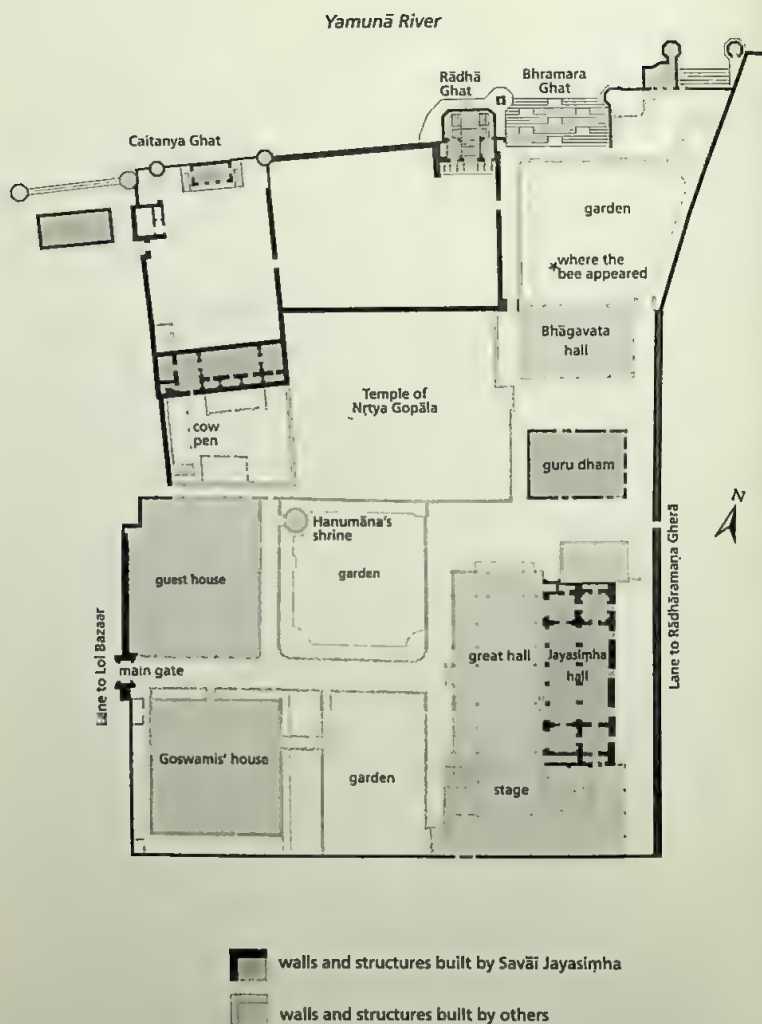 Yamunā River
Rādhā
Ghat
Bhramara
Ghat
Caitanya Ghat
garden
*where the
bee appeared
Bhāgavata
hall
Temple of
Nṛtya Gopāla
cow
pen
guru dham
N
Hanumāna's
shrine
guest house
garden
Lane to Rādhāramaṇa Gherā
great hall
Jayasiṃha
hall
Lane to Loi Bazaar
main gate
Goswamis' house
garden
stage
walls and structures built by Savāī Jayasiṃha
walls and structures built by others